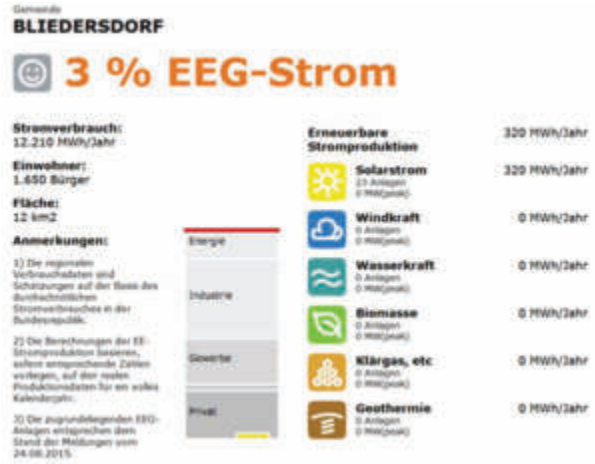 Gemeinde
BLIEDERSDORF
3 % EEG-Strom
Stromverbrauch:
12.210 MWh/Jahr
Einwohner:
1.650 Bürger
Fläche:
12 km2
Anmerkungen:
1) Die regionalen
Verbrauchsdaten sind
Schätzungen auf der Basis des
durchschnittlichen
Stromverbrauches in der
Bundesrepublik.
2) Die Berechnungen der EE-
Stromproduktion basieren,
sofern entsprechende Zahlen
vorliegen, auf den realen
Produktionsdaten für ein volles
Kalenderjahr.
3) Die zugrundeliegenden EEG-
Anlagen entsprechen dem
Stand der Meldungen vom
24.08.2015.
Energie
Industrie
Gewerbe
Privat
Erneuerbare 320 MWh/Jahr
Stromproduktion
Solarstrom 320 MWh/Jahr
23 Anlagen
0 MW(peak)
Windkraft 0 MWh/Jahr
0 Anlagen
0 MW(peak)
Wasserkraft 0 MWh/Jahr
0 Anlagen
0 MW(peak)
Biomasse 0 MWh/Jahr
0 Anlagen
0 MW(peak)
Klärgas, etc 0 MWh/Jahr
0 Anlagen
0 MW(peak)
Geothermie 0 MWh/Jahr
0 Anlagen
0 MW(peak)